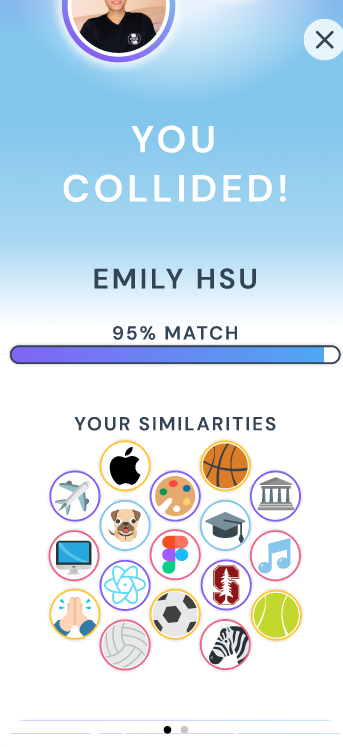 YOU
COLLIDED!
EMILY HSU
95% MATCH
YOUR SIMILARITIES
S